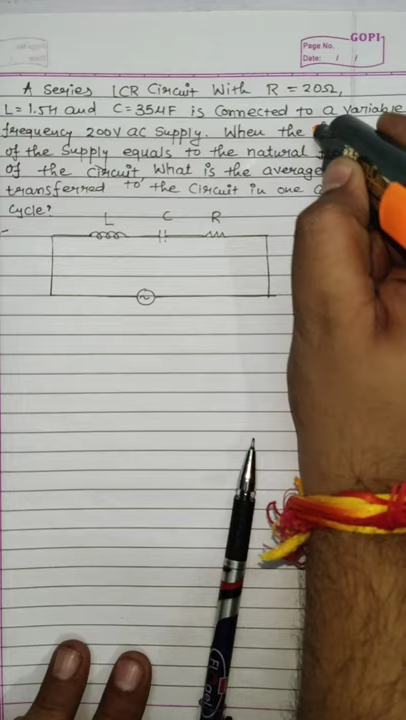 GOPI
Page No.
Date: / /
A Series LCR Circuit With R = 20Ω,
L = 1.5H and C = 35μF is Connected to a variable
frequency 200V ac Supply. When the
of the Supply equals to the natural
of the Circuit, What is the average
transferred to the Circuit in one
Cycle?
L C R
~